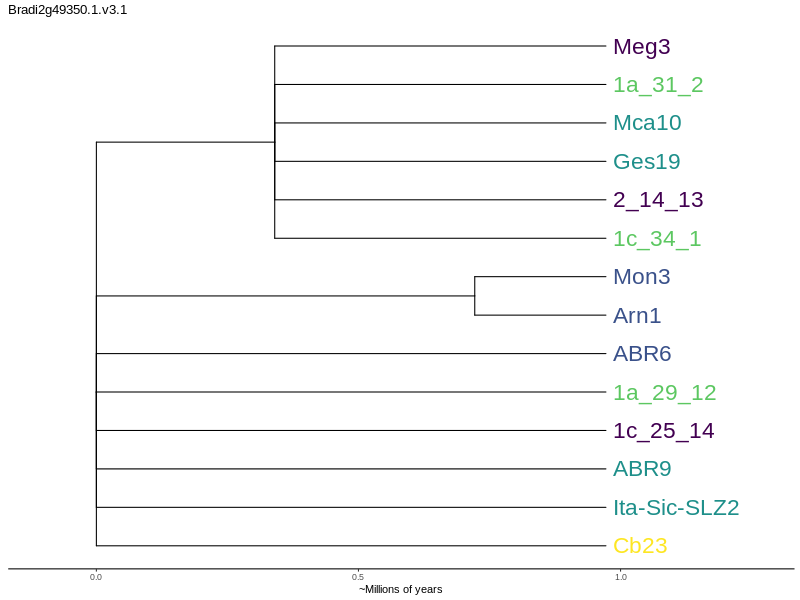 Bradi2g49350.1.v3.1
Meg3
1a_31_2
Mca10
Ges19
2_14_13
1c_34_1
Mon3
Arn1
ABR6
1a_29_12
1c_25_14
ABR9
Ita-Sic-SLZ2
Cb23
0.0 0.5 1.0
~Millions of years